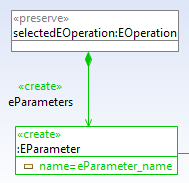 «preserve»
selectedEOperation:EOperation
«create»
eParameters
«create»
:EParameter
name=eParameter_name